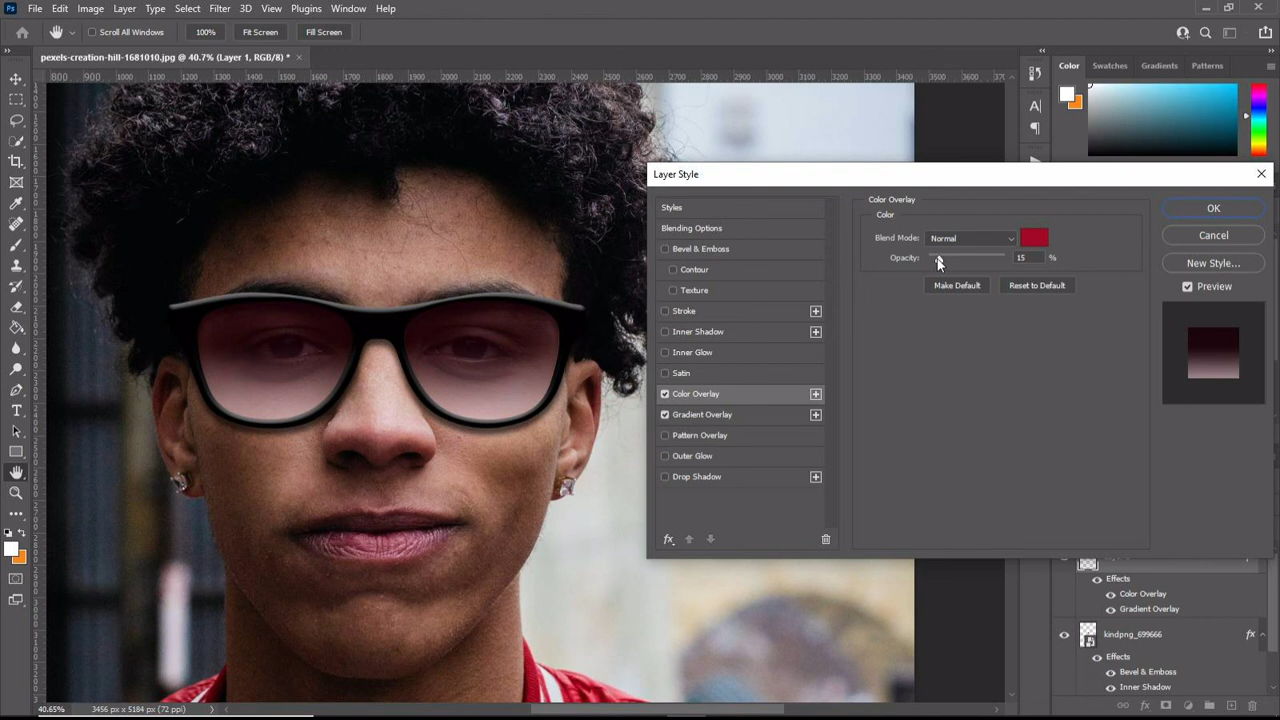 Ps File Edit Image Layer Type Select Filter 3D View Plugins Window Help
Scroll All Windows 100% Fit Screen Fill Screen
pexels-creation-hill-1681010.jpg @ 40.7% (Layer 1, RGB/8) * ×
800 900 1000 1100 1200 1300 1400 1500 1600 1700 1800 1900 2000 2100 2200 2300 2400 2500 2600 2700 2800 2900 3000 3100 3200 3300 3400 3500 3600
Color Swatches Gradients Patterns
Layer Style
Styles
Blending Options
Bevel & Emboss
Contour
Texture
Stroke
Inner Shadow
Inner Glow
Satin
Color Overlay
Gradient Overlay
Pattern Overlay
Outer Glow
Drop Shadow
fx
Color Overlay
Color
Blend Mode: Normal
Opacity: 15 %
Make Default Reset to Default
OK
Cancel
New Style...
Preview
Effects
Color Overlay
Gradient Overlay
kindpng_699666 fx
Effects
Bevel & Emboss
Inner Shadow
fx
40.65% 3456 px x 5184 px (72 ppi)